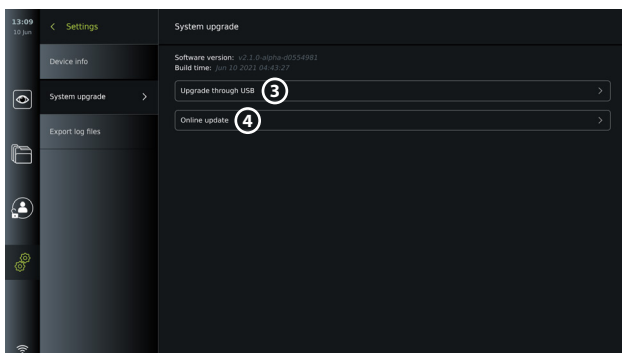 13:09
10 Jun
Settings
System upgrade
Device info
System upgrade
Export log files
Software version: v2.1.0-alpha-d0554981
Build time: Jun 10 2021 04:43:27
Upgrade through USB 3
Online update 4